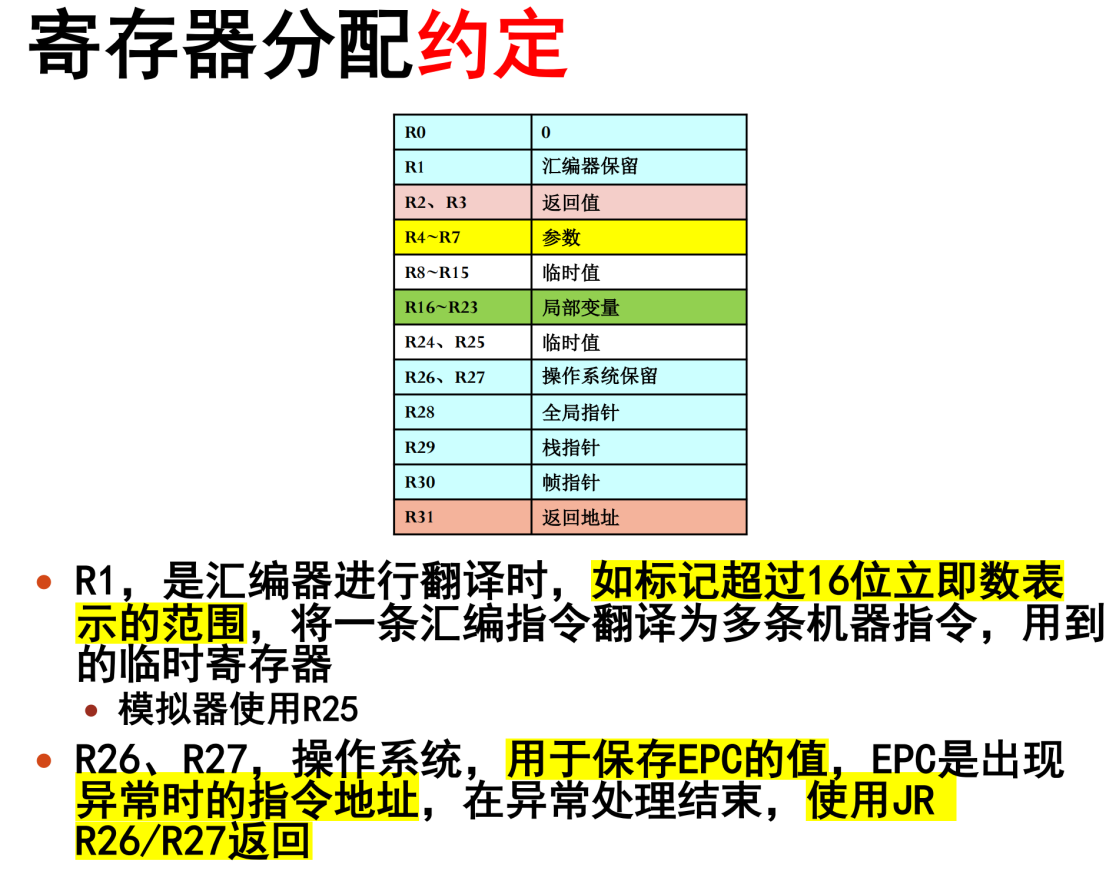 寄存器分配约定
R0 0
R1 汇编器保留
R2、R3 返回值
R4~R7 参数
R8~R15 临时值
R16~R23 局部变量
R24、R25 临时值
R26、R27 操作系统保留
R28 全局指针
R29 栈指针
R30 帧指针
R31 返回地址
• R1，是汇编器进行翻译时，如标记超过16位立即数表
示的范围，将一条汇编指令翻译为多条机器指令，用到
的临时寄存器
• 模拟器使用R25
• R26、R27，操作系统，用于保存EPC的值，EPC是出现
异常时的指令地址，在异常处理结束，使用JR
R26/R27返回